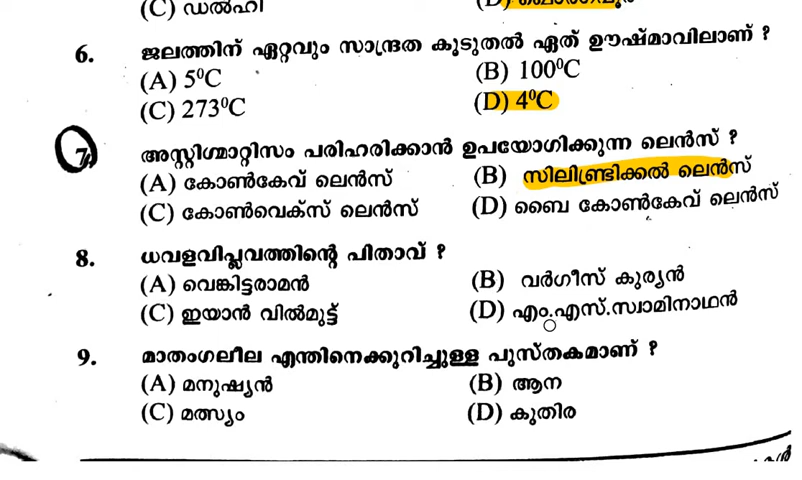 (C) ഡൽഹി
6. ജലത്തിന് ഏറ്റവും സാന്ദ്രത കൂടുതൽ ഏത് ഊഷ്മാവിലാണ് ?
(A) 5⁰C (B) 100⁰C
(C) 273⁰C (D) 4⁰C
7. അസ്റ്റിഗ്മാറ്റിസം പരിഹരിക്കാൻ ഉപയോഗിക്കുന്ന ലെൻസ് ?
(A) കോൺകേവ് ലെൻസ് (B) സിലിണ്ട്രിക്കൽ ലെൻസ്
(C) കോൺവെക്സ് ലെൻസ് (D) ബൈ കോൺകേവ് ലെൻസ്
8. ധവളവിപ്ലവത്തിന്റെ പിതാവ് ?
(A) വെങ്കിട്ടരാമൻ (B) വർഗീസ് കുര്യൻ
(C) ഇയാൻ വിൽമുട്ട് (D) എം.എസ്.സ്വാമിനാഥൻ
9. മാതംഗലീല എന്തിനെക്കുറിച്ചുള്ള പുസ്തകമാണ് ?
(A) മനുഷ്യൻ (B) ആന
(C) മത്സ്യം (D) കുതിര